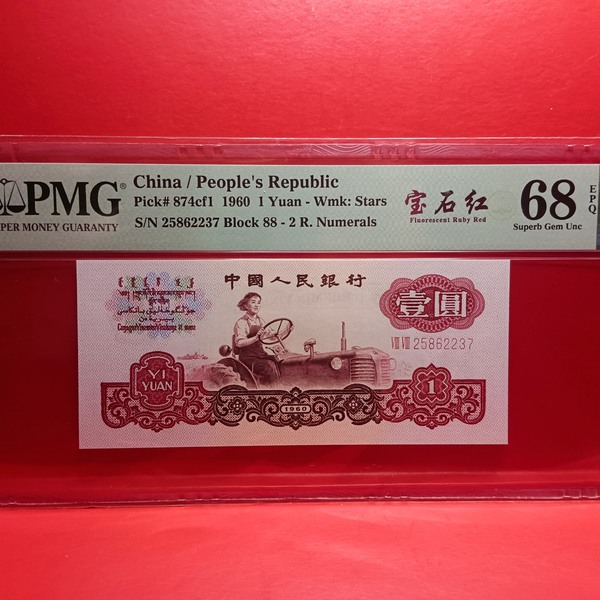 PMG®
PER MONEY GUARANTY
China / People's Republic
Pick# 874cf1 1960 1 Yuan - Wmk: Stars
S/N 25862237 Block 88 - 2 R. Numerals
宝石红
Fluorescent Ruby Red
68
EPQ
Superb Gem Unc
中國人民銀行
壹圓
VIII VIII 25862237
YI
YUAN
1960
1